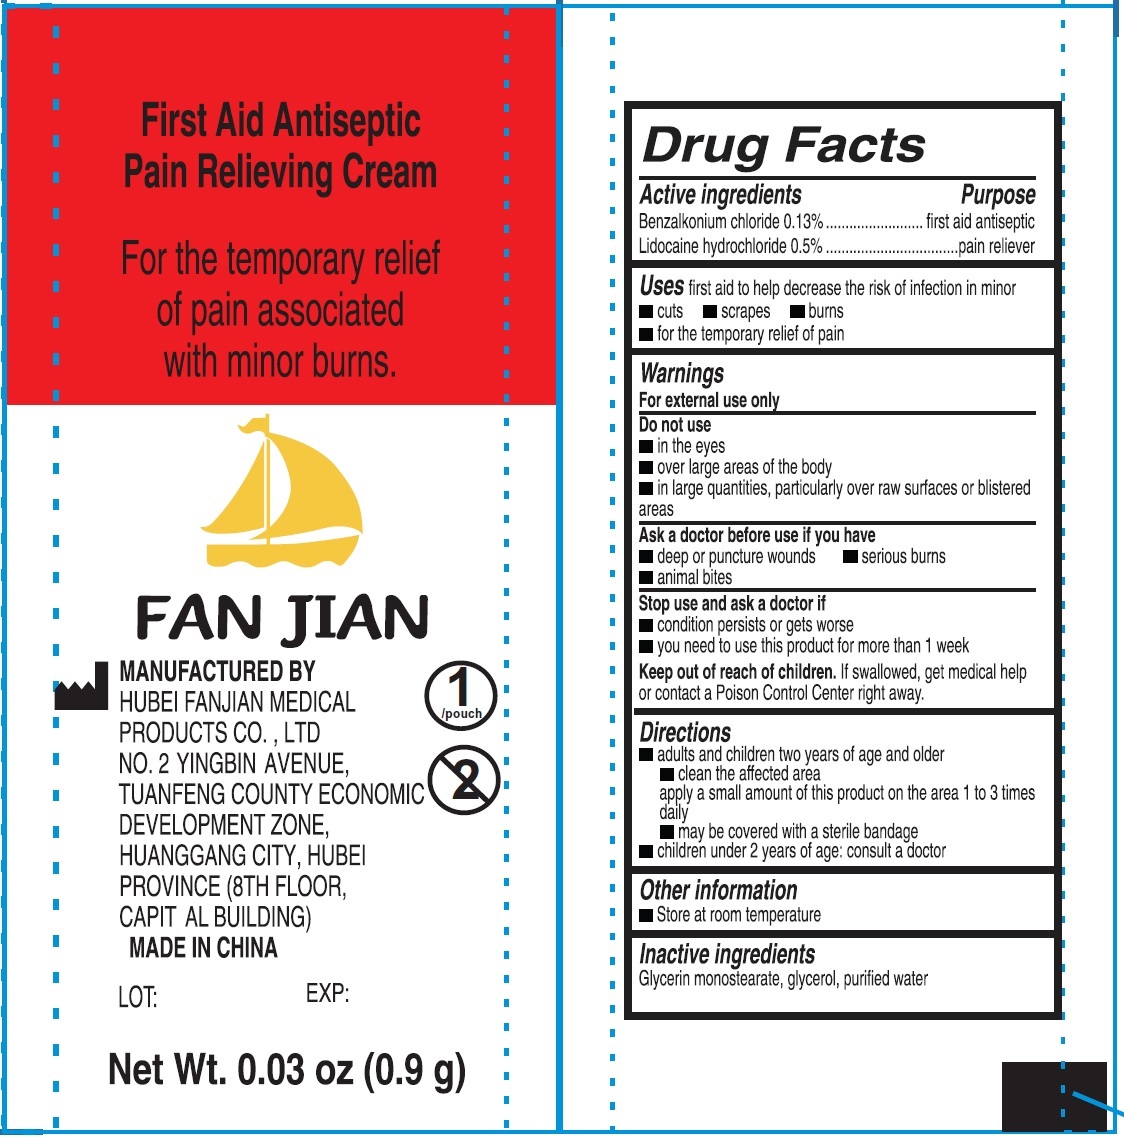 First Aid Antiseptic
Pain Relieving Cream
For the temporary relief
of pain associated
with minor burns.
FAN JIAN
MANUFACTURED BY
HUBEI FANJIAN MEDICAL
PRODUCTS CO. , LTD
NO. 2 YINGBIN AVENUE,
TUANFENG COUNTY ECONOMIC
DEVELOPMENT ZONE,
HUANGGANG CITY, HUBEI
PROVINCE (8TH FLOOR,
CAPIT AL BUILDING)
MADE IN CHINA
1
/pouch
2
LOT: EXP:
Net Wt. 0.03 oz (0.9 g)
Drug Facts
Active ingredients Purpose
Benzalkonium chloride 0.13%.........................first aid antiseptic
Lidocaine hydrochloride 0.5%..................................pain reliever
Uses first aid to help decrease the risk of infection in minor
■ cuts ■ scrapes ■ burns
■ for the temporary relief of pain
Warnings
For external use only
Do not use
■ in the eyes
■ over large areas of the body
■ in large quantities, particularly over raw surfaces or blistered
areas
Ask a doctor before use if you have
■ deep or puncture wounds ■ serious burns
■ animal bites
Stop use and ask a doctor if
■ condition persists or gets worse
■ you need to use this product for more than 1 week
Keep out of reach of children. If swallowed, get medical help
or contact a Poison Control Center right away.
Directions
■ adults and children two years of age and older
■ clean the affected area
apply a small amount of this product on the area 1 to 3 times
daily
■ may be covered with a sterile bandage
■ children under 2 years of age: consult a doctor
Other information
■ Store at room temperature
Inactive ingredients
Glycerin monostearate, glycerol, purified water